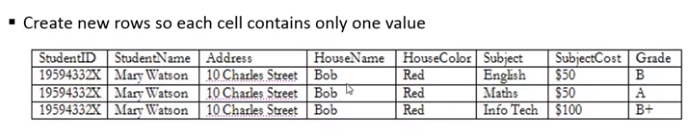 ▪ Create new rows so each cell contains only one value
StudentID StudentName Address HouseName HouseColor Subject SubjectCost Grade
19594332X Mary Watson 10 Charles Street Bob Red English $50 B
19594332X Mary Watson 10 Charles Street Bob Red Maths $50 A
19594332X Mary Watson 10 Charles Street Bob Red Info Tech $100 B+